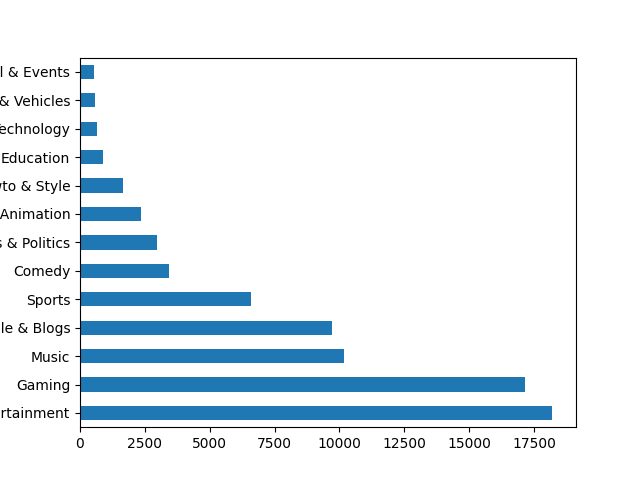 l & Events
& Vehicles
echnology
Education
to & Style
Animation
s & Politics
Comedy
Sports
le & Blogs
Music
Gaming
rtainment
0 2500 5000 7500 10000 12500 15000 17500